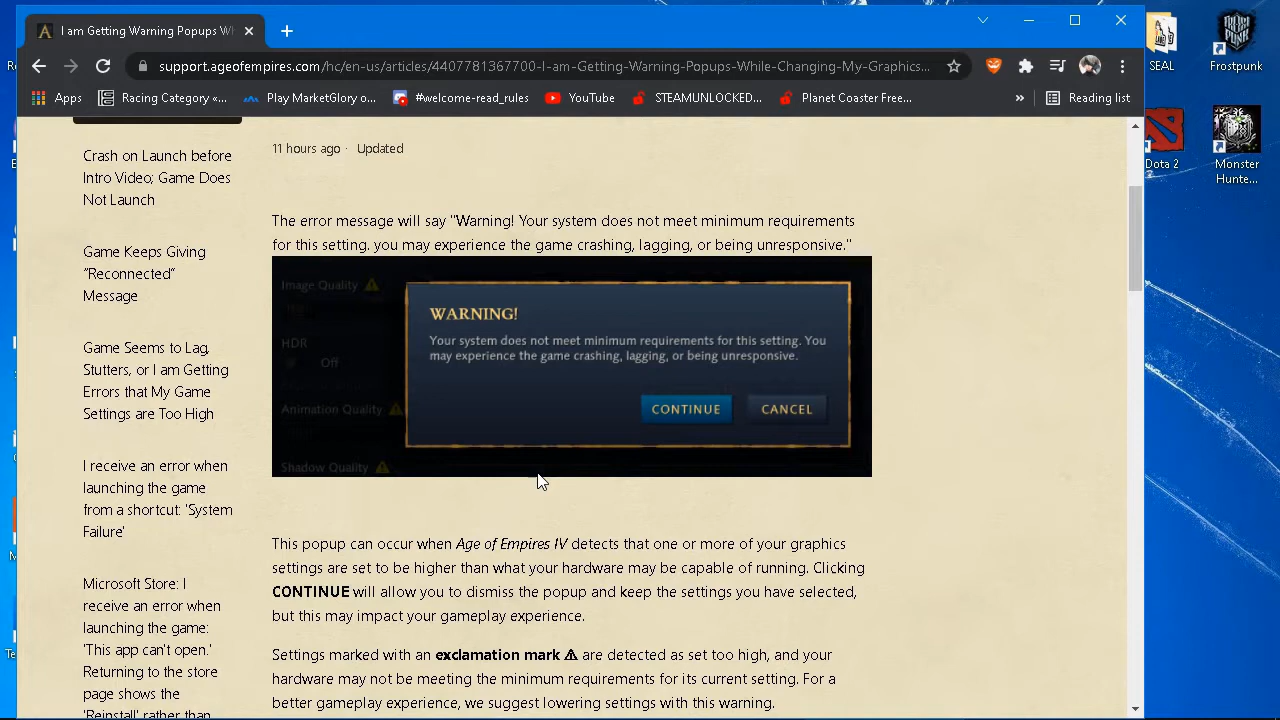 I am Getting Warning Popups Wh
support.ageofempires.com/hc/en-us/articles/4407781367700-I-am-Getting-Warning-Popups-While-Changing-My-Graphics...
Apps
Racing Category «...
Play MarketGlory o...
#welcome-read_rules
YouTube
STEAMUNLOCKED...
Planet Coaster Free...
»
Reading list
SEAL
Frostpunk
Dota 2
Monster
Hunte...
Crash on Launch before
Intro Video; Game Does
Not Launch
Game Keeps Giving
"Reconnected"
Message
Game Seems to Lag,
Stutters, or I am Getting
Errors that My Game
Settings are Too High
I receive an error when
launching the game
from a shortcut: 'System
Failure'
Microsoft Store: I
receive an error when
launching the game:
'This app can't open.'
Returning to the store
page shows the
'Reinstall' rather than
11 hours ago · Updated
The error message will say "Warning! Your system does not meet minimum requirements
for this setting. you may experience the game crashing, lagging, or being unresponsive."
Image Quality
HDR
Off
Animation Quality
Shadow Quality
WARNING!
Your system does not meet minimum requirements for this setting. You
may experience the game crashing, lagging, or being unresponsive.
CONTINUE
CANCEL
This popup can occur when Age of Empires IV detects that one or more of your graphics
settings are set to be higher than what your hardware may be capable of running. Clicking
CONTINUE will allow you to dismiss the popup and keep the settings you have selected,
but this may impact your gameplay experience.
Settings marked with an exclamation mark ⚠ are detected as set too high, and your
hardware may not be meeting the minimum requirements for its current setting. For a
better gameplay experience, we suggest lowering settings with this warning.